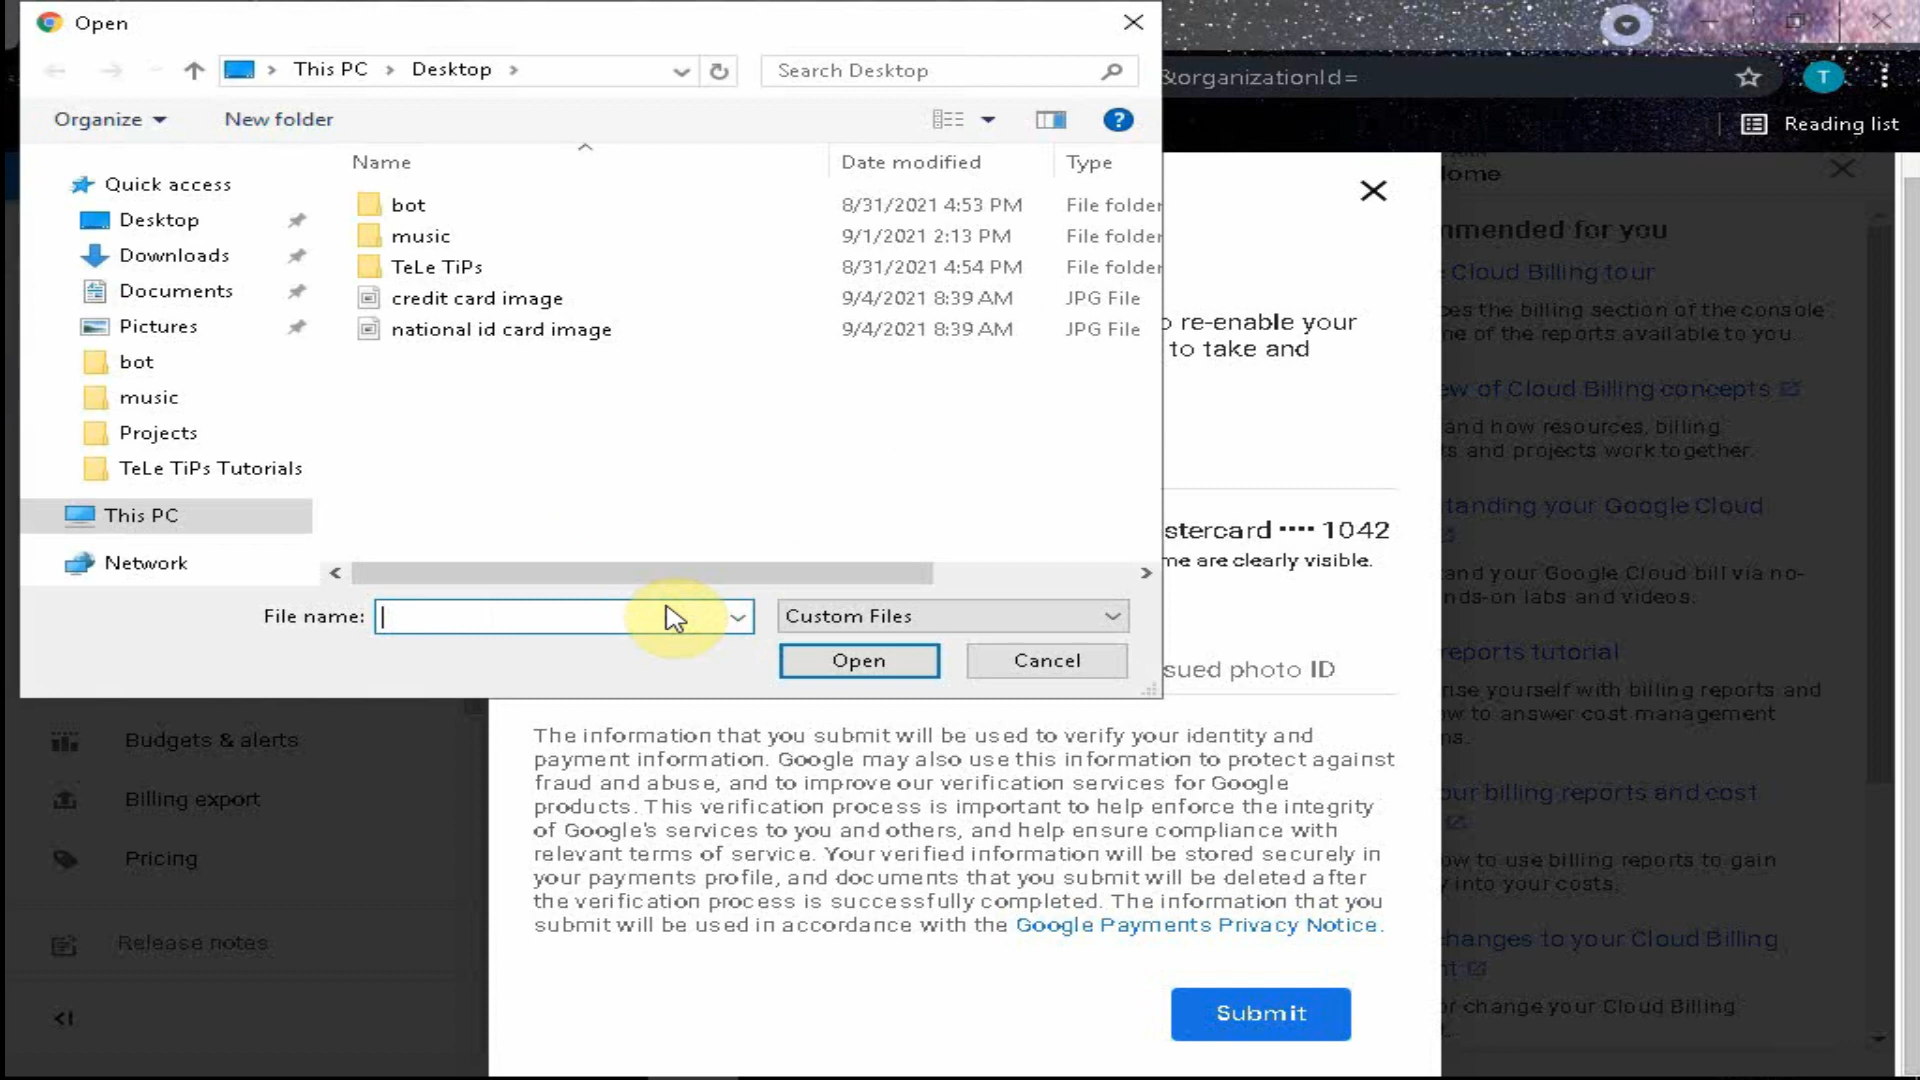 Open
This PC > Desktop >
Search Desktop
&organizationId=
T
Organize
New folder
?
Reading list
Name
Date modified
Type
Quick access
Desktop
Downloads
Documents
Pictures
bot
music
Projects
TeLe TiPs Tutorials
This PC
Network
bot 8/31/2021 4:53 PM File folder
music 9/1/2021 2:13 PM File folder
TeLe TiPs 8/31/2021 4:54 PM File folder
credit card image 9/4/2021 8:39 AM JPG File
national id card image 9/4/2021 8:39 AM JPG File
File name:
Custom Files
Open
Cancel
re-enable your
to take and
stercard •••• 1042
me are clearly visible.
sued photo ID
The information that you submit will be used to verify your identity and
payment information. Google may also use this information to protect against
fraud and abuse, and to improve our verification services for Google
products. This verification process is important to help enforce the integrity
of Google's services to you and others, and help ensure compliance with
relevant terms of service. Your verified information will be stored securely in
your payments profile, and documents that you submit will be deleted after
the verification process is successfully completed. The information that you
submit will be used in accordance with the Google Payments Privacy Notice.
Submit
Budgets & alerts
Billing export
Pricing
Release notes
ome
mmended for you
Cloud Billing tour
es the billing section of the console
ne of the reports available to you.
ew of Cloud Billing concepts
and how resources, billing
ts and projects work together.
tanding your Google Cloud
and your Google Cloud bill via no-
nds-on labs and videos.
reports tutorial
rise yourself with billing reports and
ow to answer cost management
ns.
our billing reports and cost
ow to use billing reports to gain
y into your costs.
hanges to your Cloud Billing
nt
or change your Cloud Billing
t.